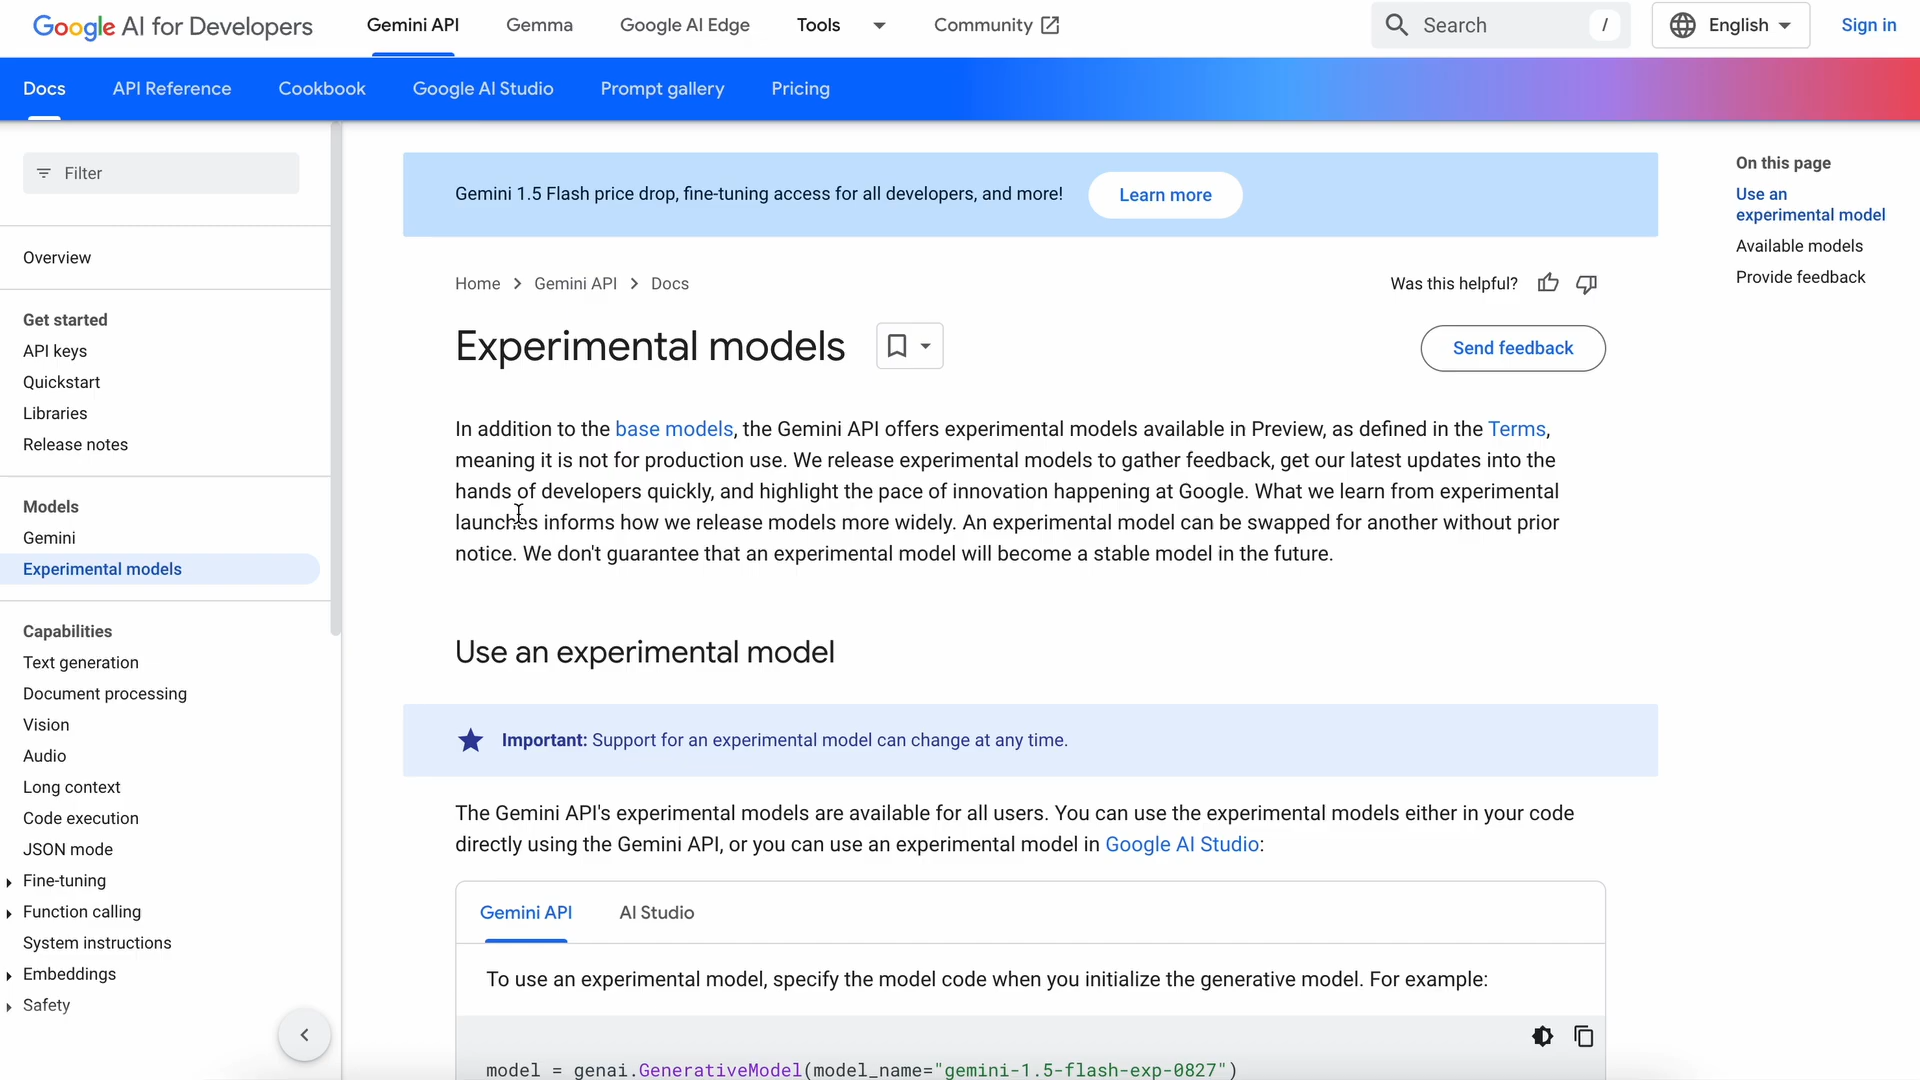 Google AI for Developers
Gemini API
Gemma
Google AI Edge
Tools
Community
Search
/
English
Sign in
Docs
API Reference
Cookbook
Google AI Studio
Prompt gallery
Pricing
Filter
Overview
Get started
API keys
Quickstart
Libraries
Release notes
Models
Gemini
Experimental models
Capabilities
Text generation
Document processing
Vision
Audio
Long context
Code execution
JSON mode
Fine-tuning
Function calling
System instructions
Embeddings
Safety
Gemini 1.5 Flash price drop, fine-tuning access for all developers, and more!
Learn more
Home > Gemini API > Docs
Was this helpful?
Experimental models
Send feedback
In addition to the base models, the Gemini API offers experimental models available in Preview, as defined in the Terms,
meaning it is not for production use. We release experimental models to gather feedback, get our latest updates into the
hands of developers quickly, and highlight the pace of innovation happening at Google. What we learn from experimental
launches informs how we release models more widely. An experimental model can be swapped for another without prior
notice. We don't guarantee that an experimental model will become a stable model in the future.
Use an experimental model
Important: Support for an experimental model can change at any time.
The Gemini API's experimental models are available for all users. You can use the experimental models either in your code
directly using the Gemini API, or you can use an experimental model in Google AI Studio:
Gemini API
AI Studio
To use an experimental model, specify the model code when you initialize the generative model. For example:
model = genai.GenerativeModel(model_name="gemini-1.5-flash-exp-0827")
On this page
Use an
experimental model
Available models
Provide feedback